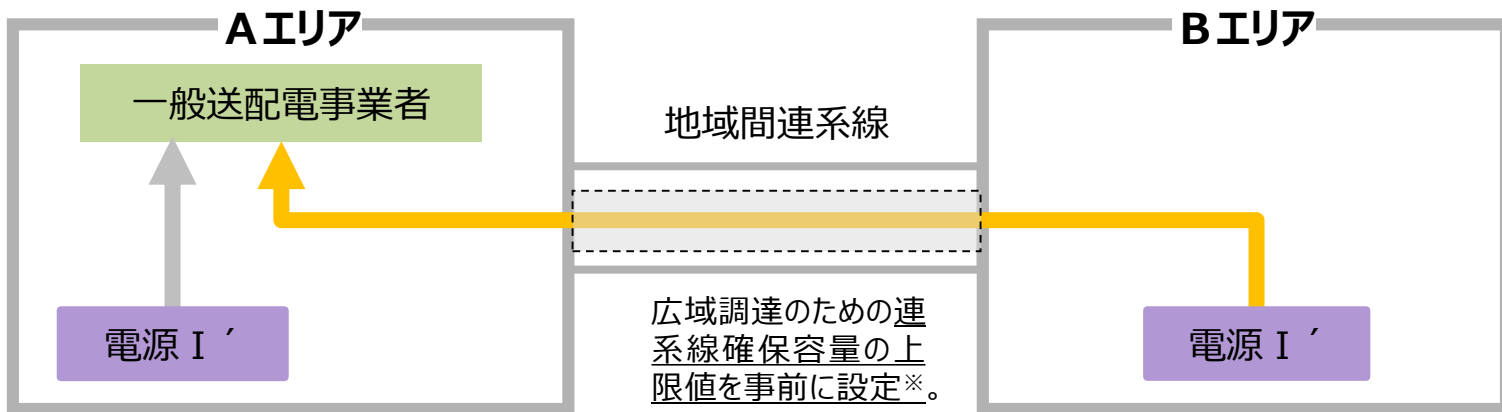 Aエリア
Bエリア
一般送配電事業者
地域間連系線
電源Ⅰ´
広域調達のための連
系線確保容量の上
限値を事前に設定※。
電源Ⅰ´